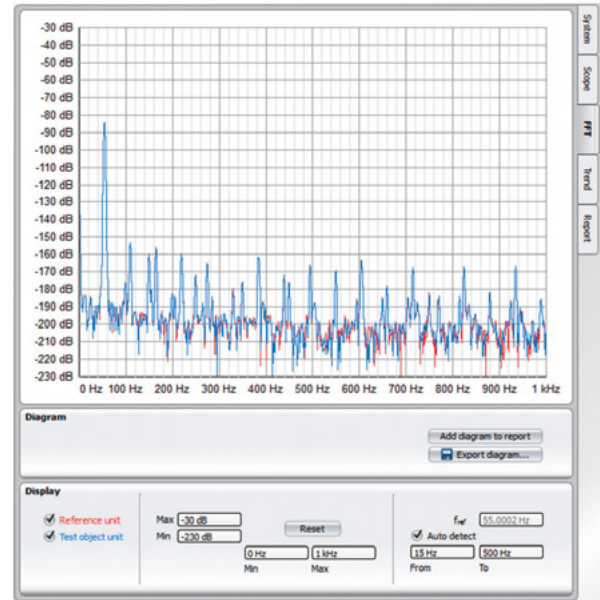 -30 dB
-40 dB
-50 dB
-60 dB
-70 dB
-80 dB
-90 dB
-100 dB
-110 dB
-120 dB
-130 dB
-140 dB
-150 dB
-160 dB
-170 dB
-180 dB
-190 dB
-200 dB
-210 dB
-220 dB
-230 dB
0 Hz 100 Hz 200 Hz 300 Hz 400 Hz 500 Hz 600 Hz 700 Hz 800 Hz 900 Hz 1 kHz
System
Scope
FFT
Trend
Report
Diagram
Add diagram to report
Export diagram...
Display
Reference unit
Test object unit
Max -30 dB
Min -230 dB
Reset
0 Hz 1 kHz
Min Max
fref 55.0002 Hz
Auto detect
15 Hz 500 Hz
From To